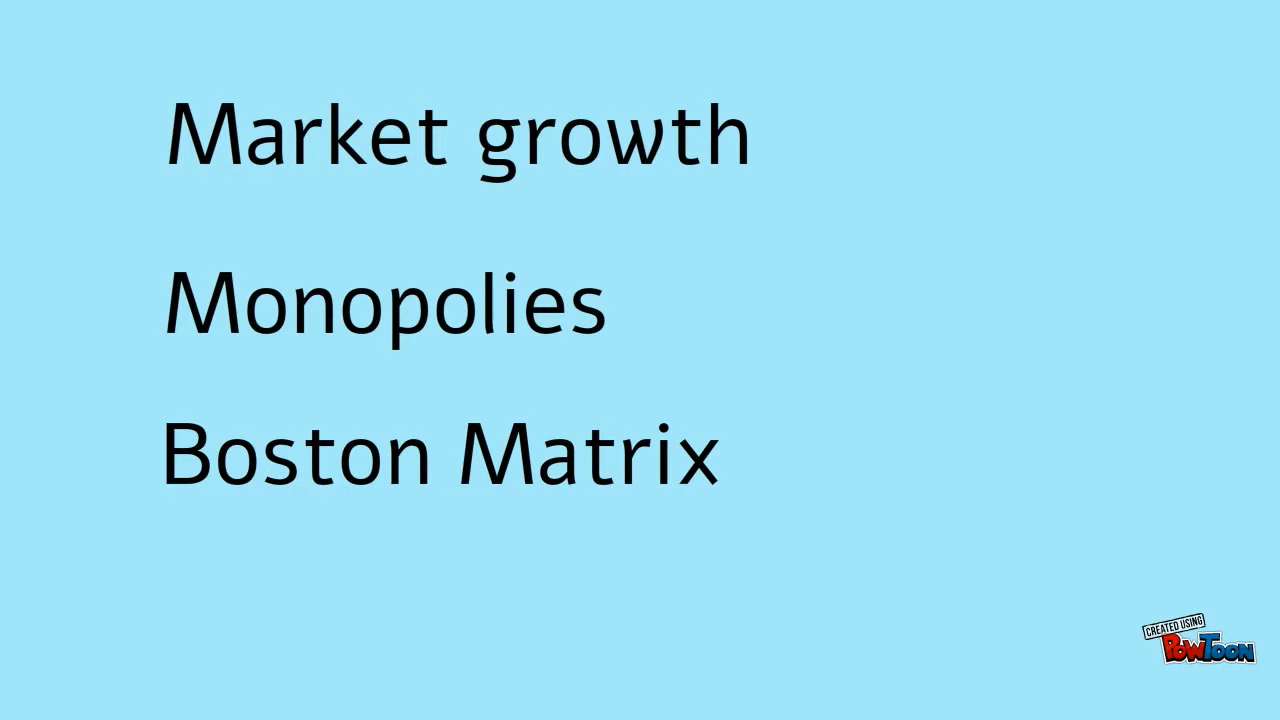 Market growth
Monopolies
Boston Matrix
CREATED USING
POWTOON